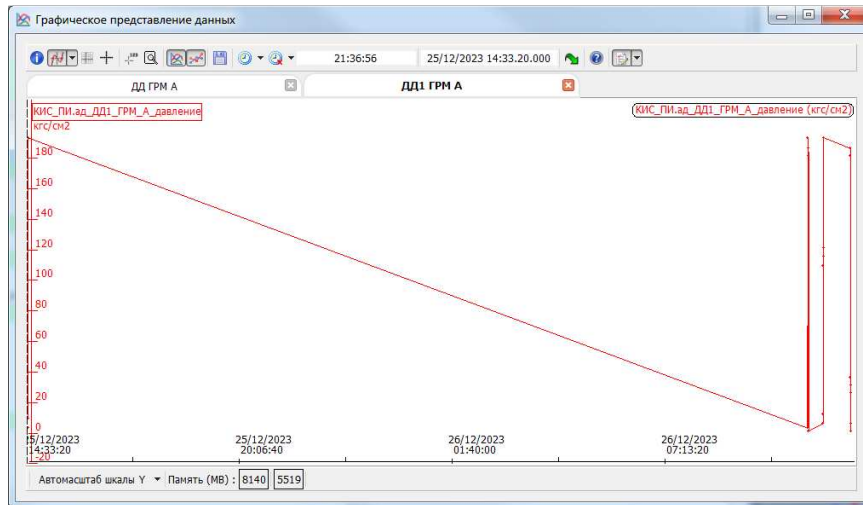 Графическое представление данных
21:36:56
25/12/2023 14:33.20.000
ДД ГРМ А
ДД1 ГРМ А
КИС_ПИ.ад_ДД1_ГРМ_А_давление
кгс/см2
КИС_ПИ.ад_ДД1_ГРМ_А_давление (кгс/см2)
180
160
140
120
100
80
60
40
20
0
5/12/2023
14:33:20
25/12/2023
20:06:40
26/12/2023
01:40:00
26/12/2023
07:13:20
-20
Автомасштаб шкалы Y
Память (MB) :
8140
5519